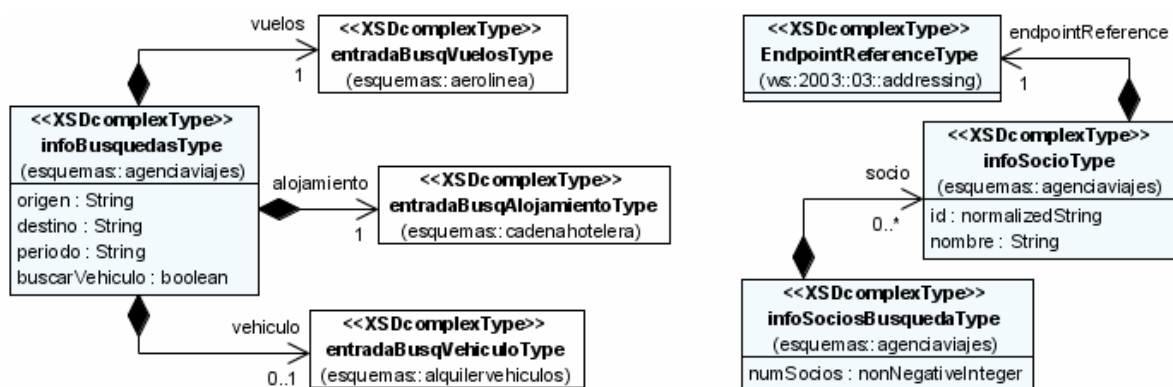 vuelos
1
<<XSDcomplexType>>
entradaBusqVuelosType
(esquemas::aerolinea)
<<XSDcomplexType>>
infoBusquedasType
(esquemas::agenciaviajes)
origen : String
destino : String
periodo : String
buscarVehiculo : boolean
alojamiento
1
<<XSDcomplexType>>
entradaBusqAlojamientoType
(esquemas::cadenahotelera)
vehiculo
0..1
<<XSDcomplexType>>
entradaBusqVehiculoType
(esquemas::alquilervehiculos)
<<XSDcomplexType>>
EndpointReferenceType
(ws::2003::03::addressing)
endpointReference
1
<<XSDcomplexType>>
infoSocioType
(esquemas::agenciaviajes)
id : normalizedString
nombre : String
socio
0..*
<<XSDcomplexType>>
infoSociosBusquedaType
(esquemas::agenciaviajes)
numSocios : nonNegativeInteger